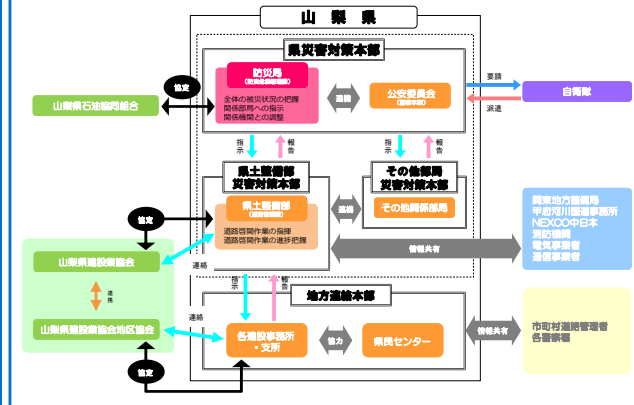 山梨県
県災害対策本部
防災局
全体の被災状況の把握
関係部局への指示
関係機関との調整
連携
公安委員会
(警察本部)
協定
山梨県石油協同組合
要請
派遣
自衛隊
指示
報告
指示
報告
県土整備部
災害対策本部
その他部局
災害対策本部
県土整備部
道路啓開作業の指揮
道路啓開作業の進捗把握
連携
その他関係部局
関東地方整備局
甲府河川国道事務所
NEXCO中日本
消防機関
電気事業者
通信事業者
情報共有
協定
山梨県建設業協会
連携
山梨県建設業協会地区協会
連絡
連絡
指示
報告
地方連絡本部
各建設事務所
・支所
協力
県民センター
情報共有
市町村道路管理者
各警察署
協定